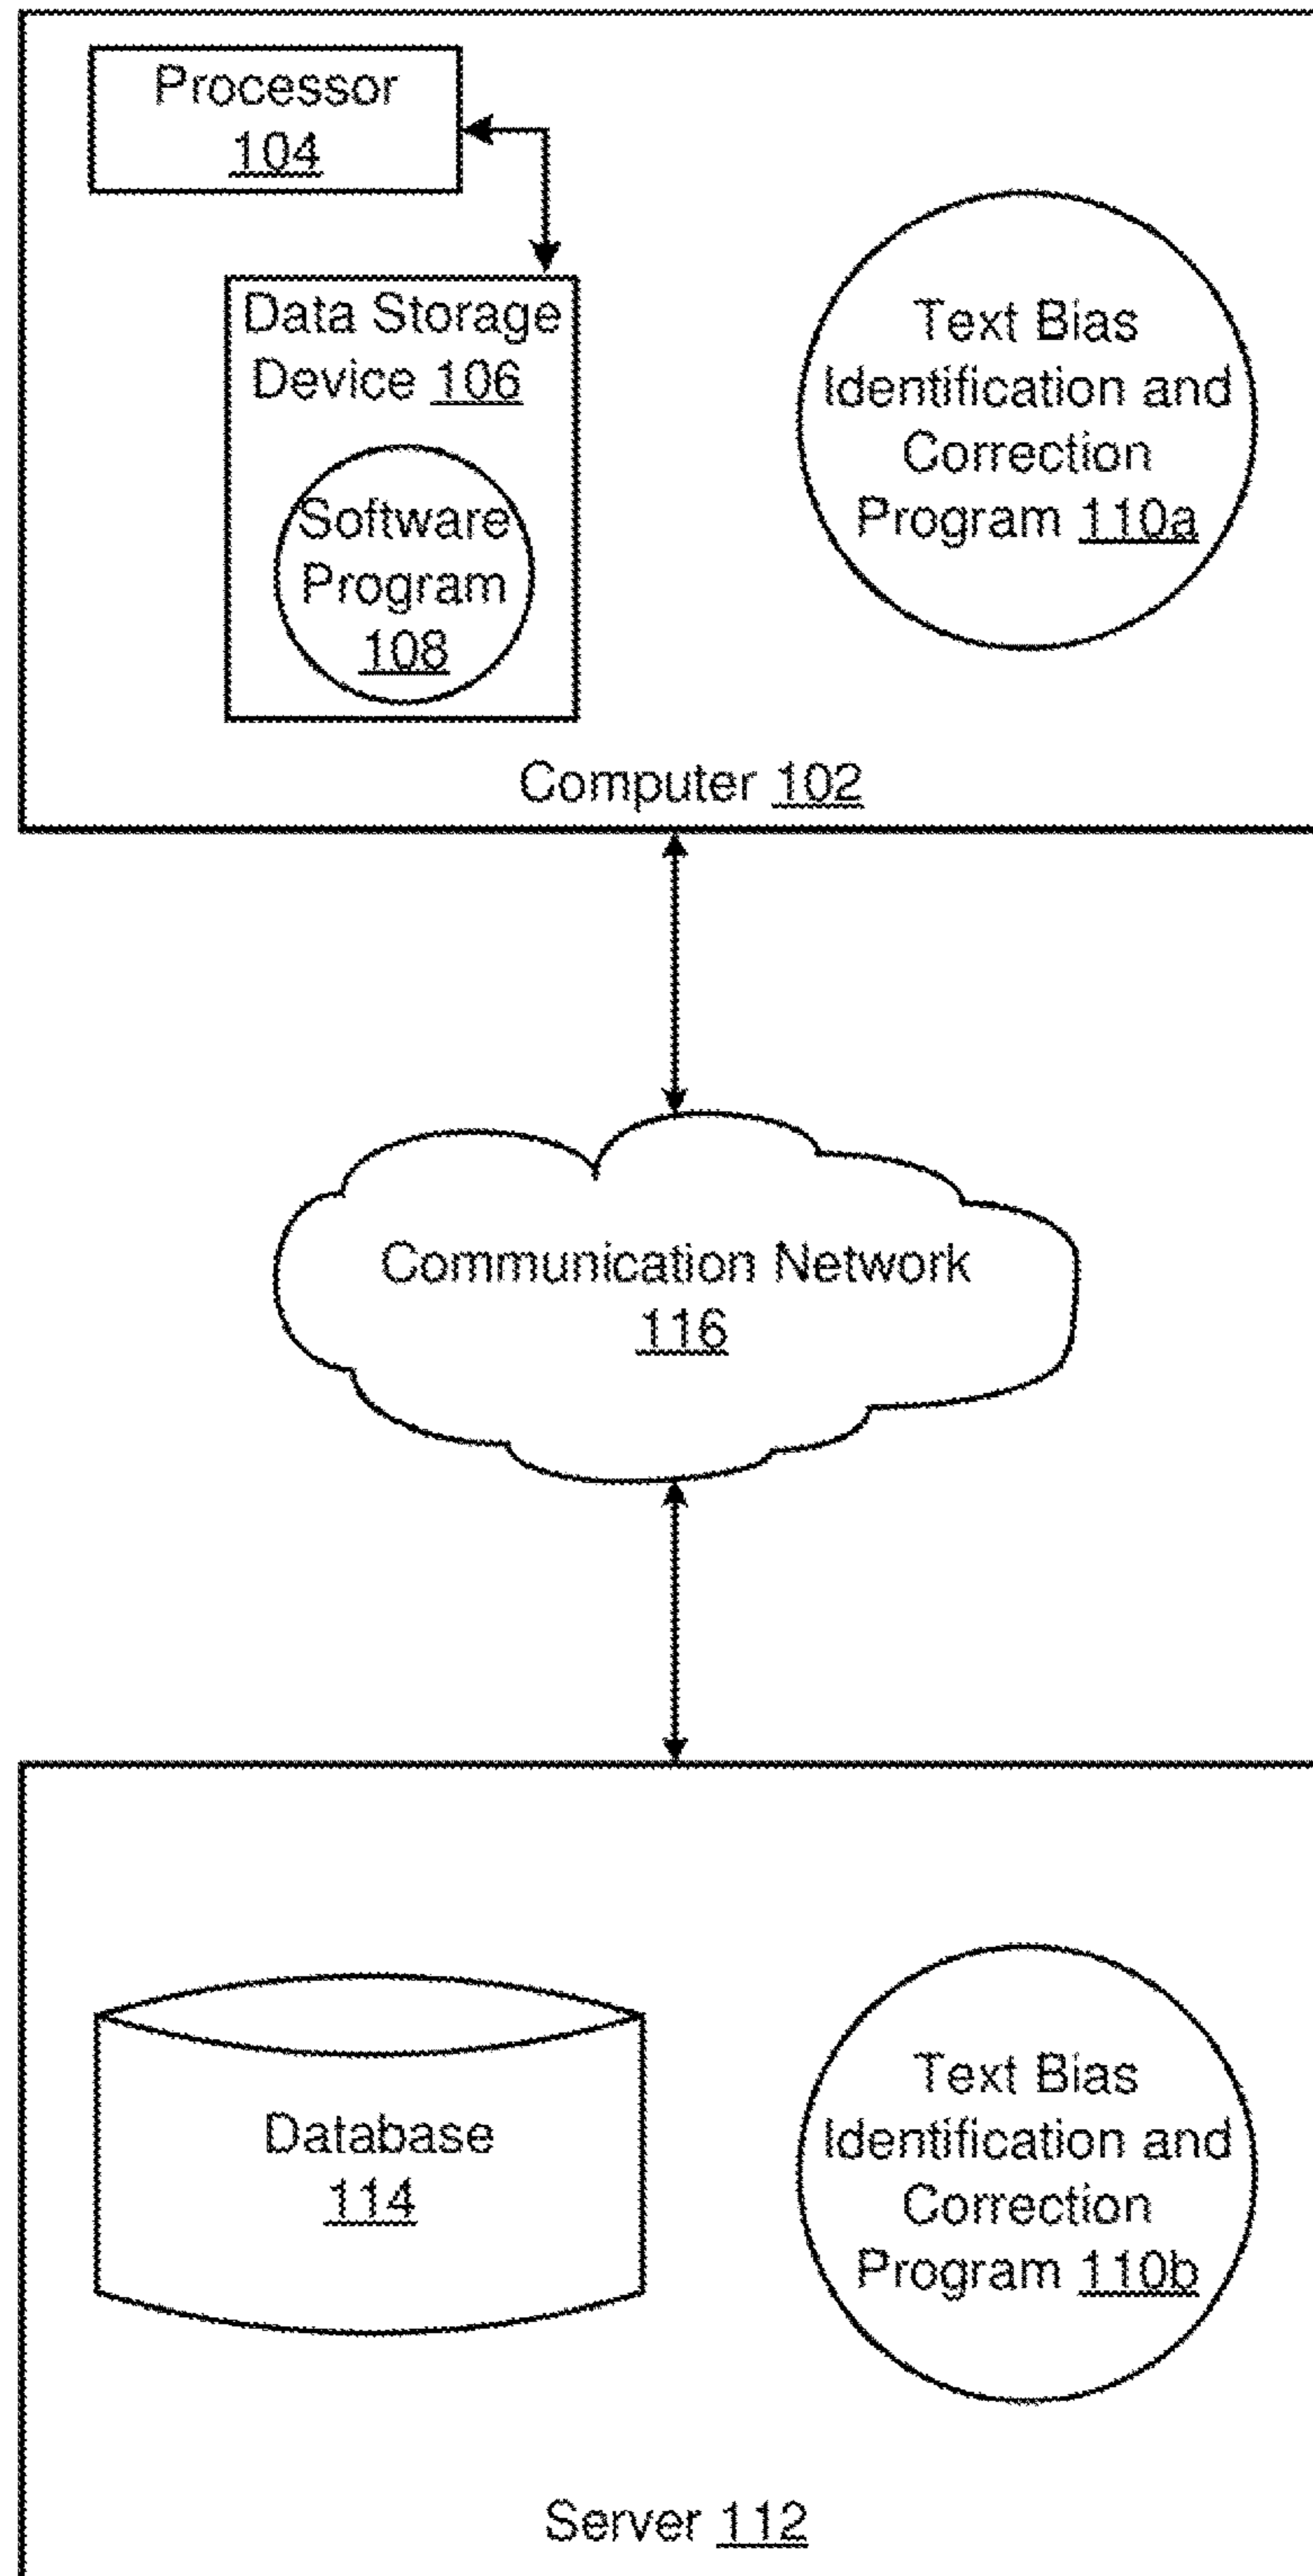 Processor
104
Data Storage
Device 106
Software
Program
108
Text Bias
Identification and
Correction
Program 110a
Computer 102
Communication Network
116
Database
114
Text Bias
Identification and
Correction
Program 110b
Server 112